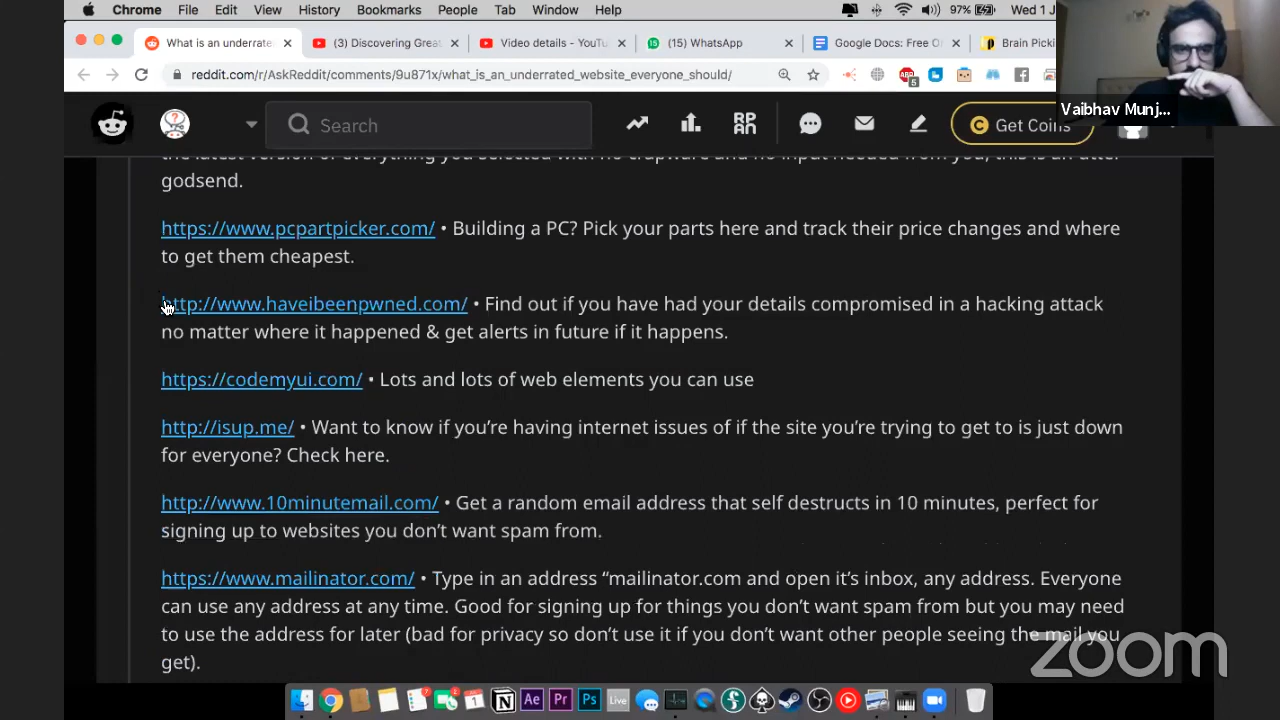 Chrome File Edit View History Bookmarks People Tab Window Help 97% Wed 1 J
What is an underrate (3) Discovering Grea Video details - YouTu (15) WhatsApp Google Docs: Free O Brain Picki
reddit.com/r/AskReddit/comments/9u871x/what_is_an_underrated_website_everyone_should/ ABP 5
Vaibhav Munj...
Search Get Coins
the latest version of everything you selected with no crapware and no input needed from you, this is an utter
godsend.
https://www.pcpartpicker.com/ • Building a PC? Pick your parts here and track their price changes and where
to get them cheapest.
http://www.haveibeenpwned.com/ • Find out if you have had your details compromised in a hacking attack
no matter where it happened & get alerts in future if it happens.
https://codemyui.com/ • Lots and lots of web elements you can use
http://isup.me/ • Want to know if you’re having internet issues of if the site you’re trying to get to is just down
for everyone? Check here.
http://www.10minutemail.com/ • Get a random email address that self destructs in 10 minutes, perfect for
signing up to websites you don’t want spam from.
https://www.mailinator.com/ • Type in an address “mailinator.com and open it’s inbox, any address. Everyone
can use any address at any time. Good for signing up for things you don’t want spam from but you may need
to use the address for later (bad for privacy so don’t use it if you don’t want other people seeing the mail you
get).
zoom
Ae Pr Ps Live